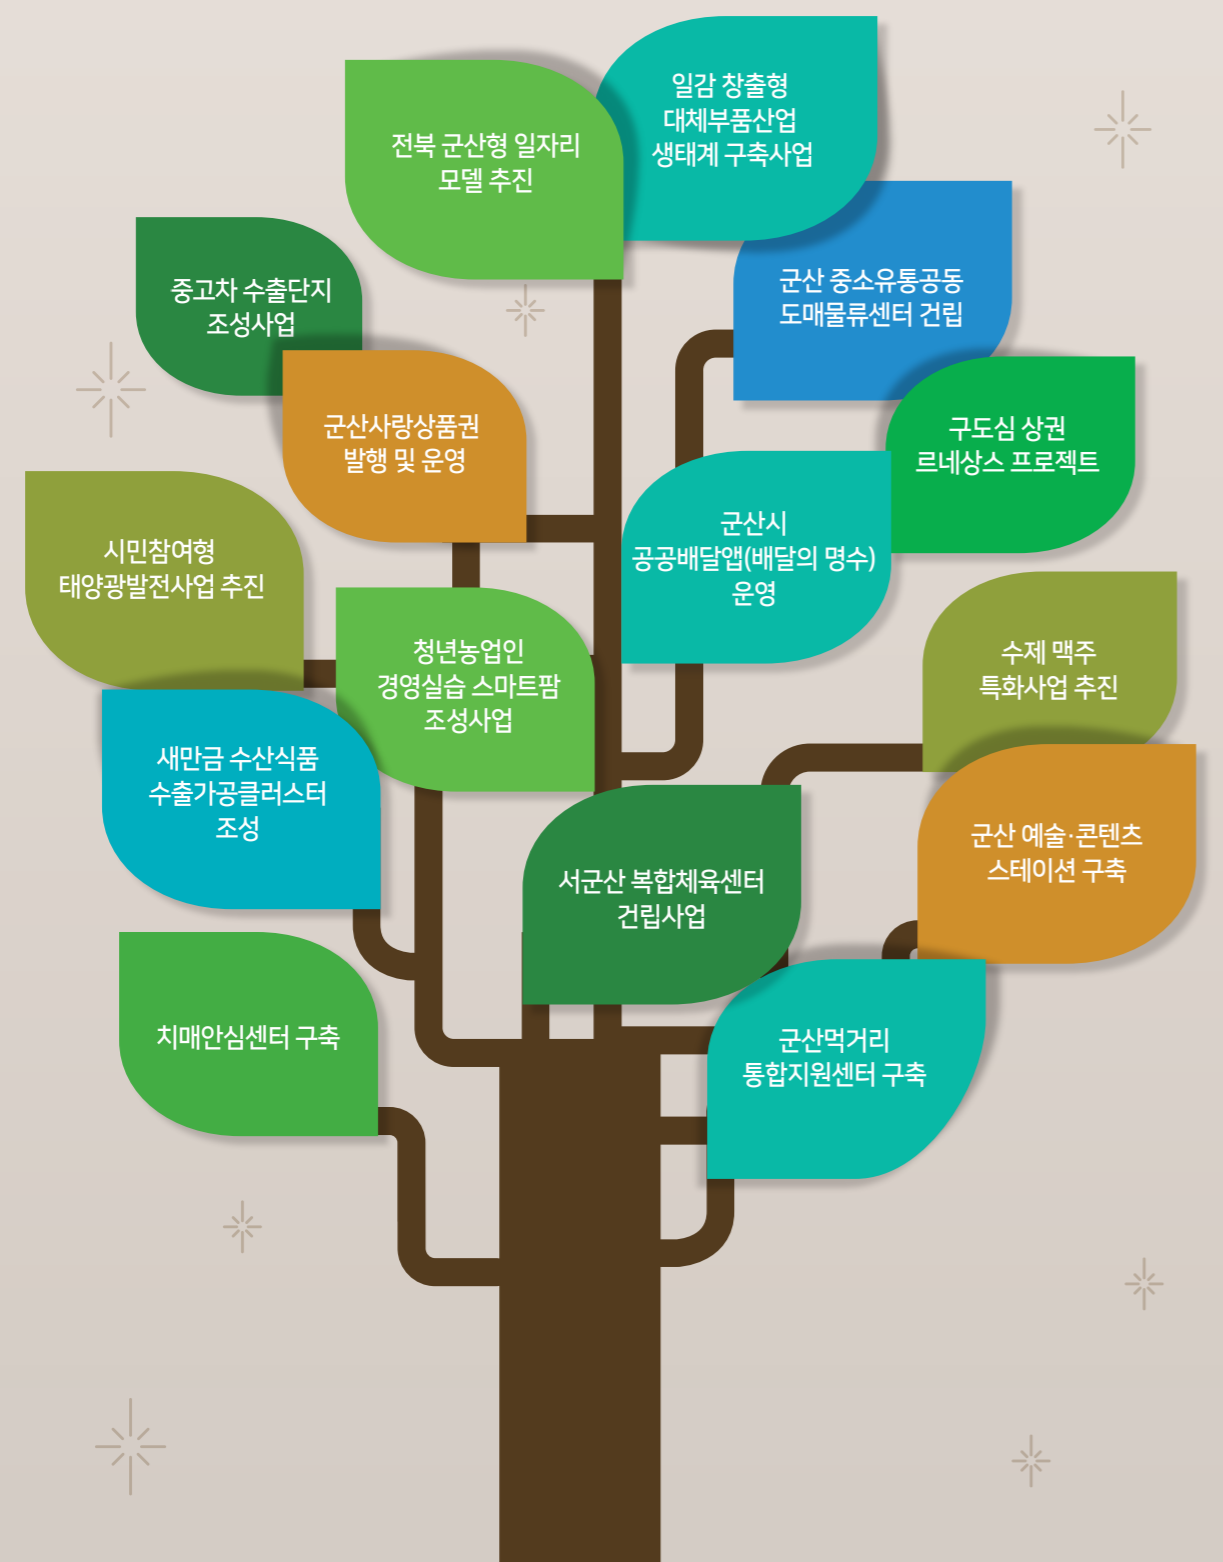 일감 창출형
대체부품산업
생태계 구축사업
전북 군산형 일자리
모델 추진
중고차 수출단지
조성사업
군산 중소유통공동
도매물류센터 건립
군산사랑상품권
발행 및 운영
구도심 상권
르네상스 프로젝트
시민참여형
태양광발전사업 추진
군산시
공공배달앱(배달의 명수)
운영
청년농업인
경영실습 스마트팜
조성사업
수제 맥주
특화사업 추진
새만금 수산식품
수출가공클러스터
조성
서군산 복합체육센터
건립사업
군산 예술·콘텐츠
스테이션 구축
치매안심센터 구축
군산먹거리
통합지원센터 구축